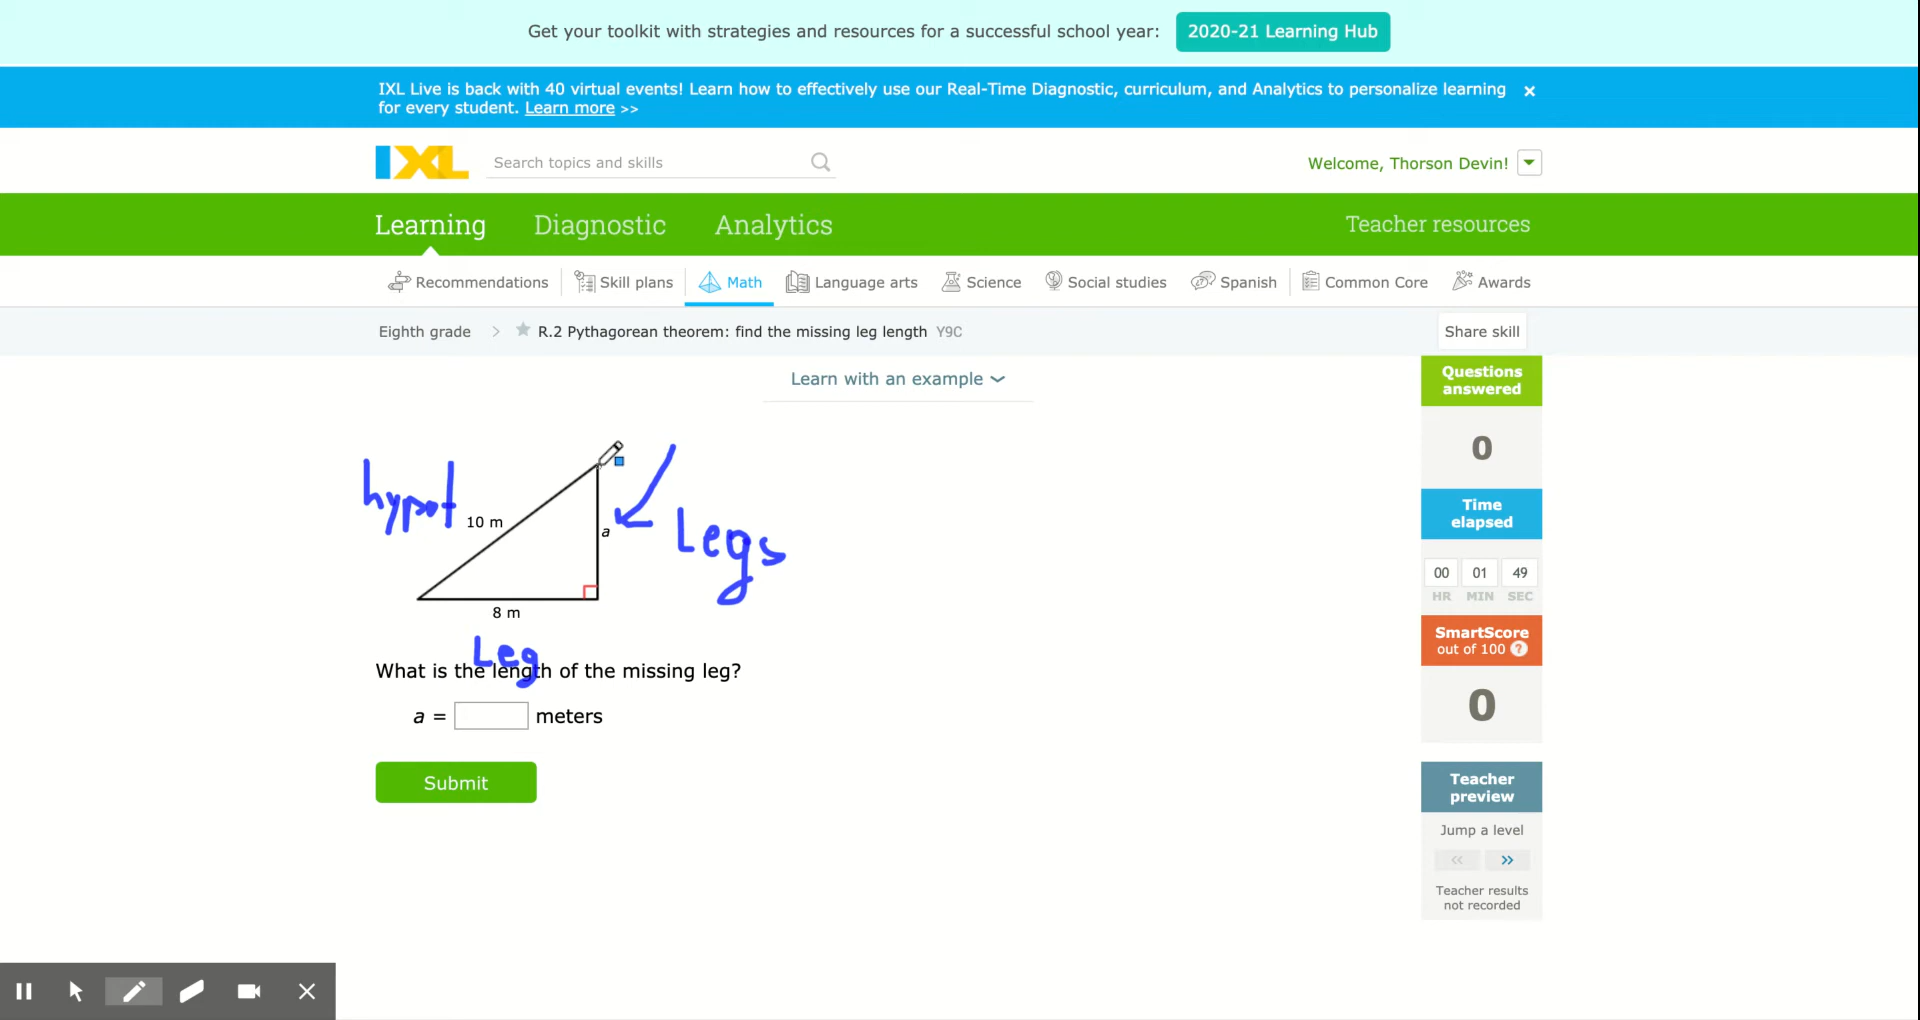 Get your toolkit with strategies and resources for a successful school year: 2020-21 Learning Hub
IXL Live is back with 40 virtual events! Learn how to effectively use our Real-Time Diagnostic, curriculum, and Analytics to personalize learning
for every student. Learn more >>
IXL Search topics and skills Welcome, Thorson Devin!
Learning Diagnostic Analytics Teacher resources
Recommendations Skill plans Math Language arts Science Social studies Spanish Common Core Awards
Eighth grade > R.2 Pythagorean theorem: find the missing leg length Y9C Share skill
Learn with an example
Questions
answered
0
Time
elapsed
00 01 49
HR MIN SEC
SmartScore
out of 100 ?
0
Teacher
preview
Jump a level
<< >>
Teacher results
not recorded
hypot
10 m
a
Legs
8 m
Leg
What is the length of the missing leg?
a = meters
Submit